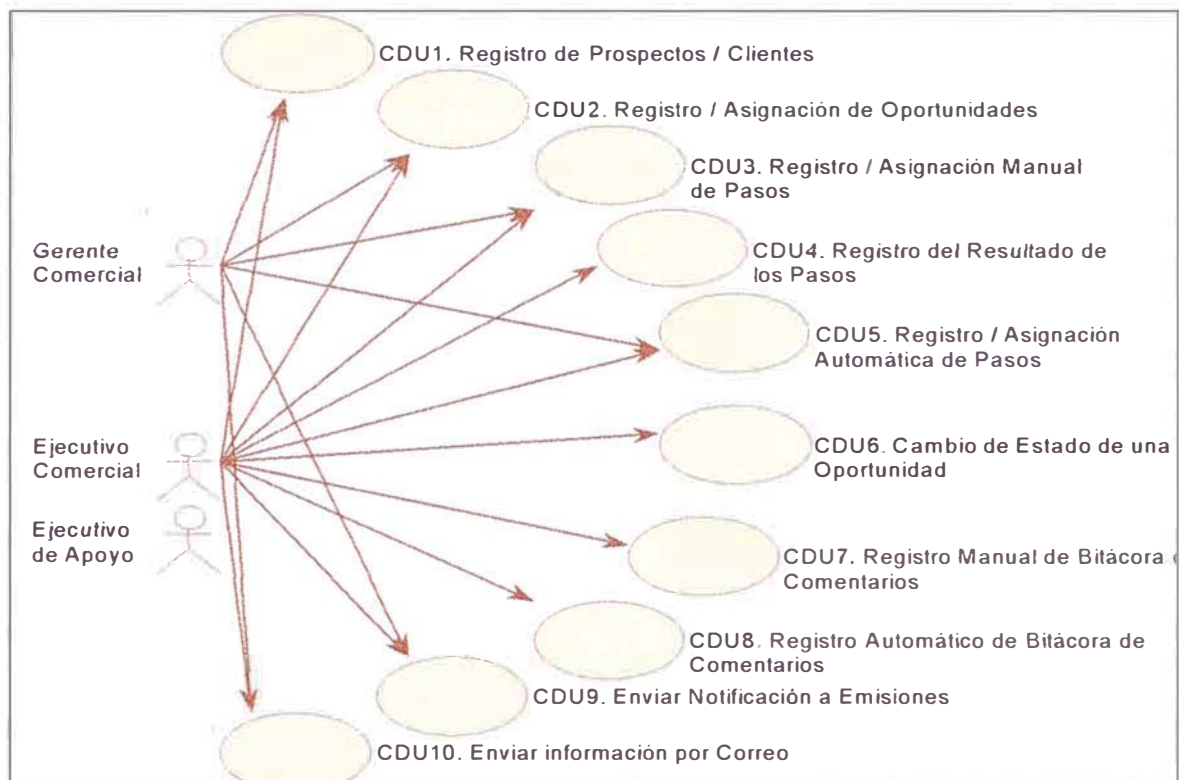 CDU1. Registro de Prospectos / Clientes
CDU2. Registro / Asignación de Oportunidades
CDU3. Registro / Asignación Manual
de Pasos
Gerente
Comercial
CDU4. Registro del Resultado de
los Pasos
CDU5. Registro / Asignación
Automática de Pasos
Ejecutivo
Comercial
CDU6. Cambio de Estado de una
Oportunidad
Ejecutivo
de Apoyo
CDU7. Registro Manual de Bitácora
Comentarios
CDU8. Registro Automático de Bitácora de
Comentarios
CDU9. Enviar Notificación a Emisiones
CDU10. Enviar información por Correo